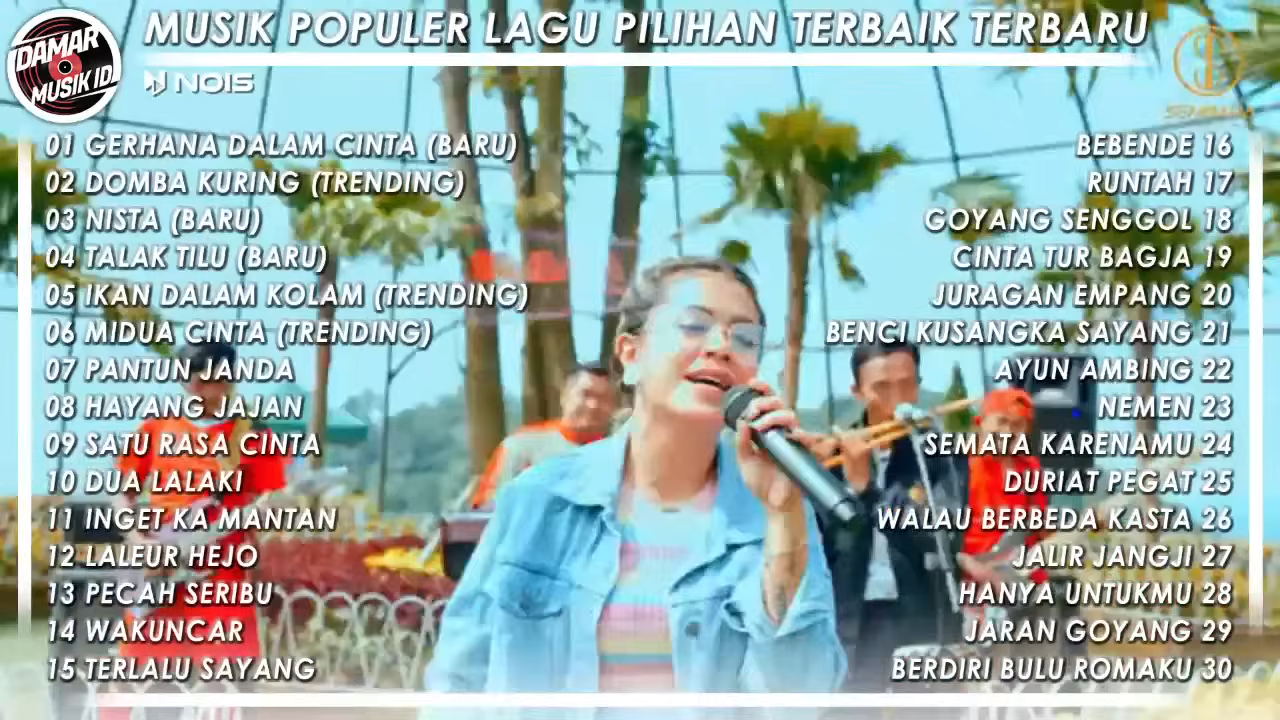 DAMAR
MUSIK ID
MUSIK POPULER LAGU PILIHAN TERBAIK TERBARU
NOIS
01 GERHANA DALAM CINTA (BARU)
02 DOMBA KURING (TRENDING)
03 NISTA (BARU)
04 TALAK TILU (BARU)
05 IKAN DALAM KOLAM (TRENDING)
06 MIDUA CINTA (TRENDING)
07 PANTUN JANDA
08 HAYANG JAJAN
09 SATU RASA CINTA
10 DUA LALAKI
11 INGET KA MANTAN
12 LALEUR HEJO
13 PECAH SERIBU
14 WAKUNCAR
15 TERLALU SAYANG
BEBENDE 16
RUNTAH 17
GOYANG SENGGOL 18
CINTA TUR BAGJA 19
JURAGAN EMPANG 20
BENCI KUSANGKA SAYANG 21
AYUN AMBING 22
NEMEN 23
SEMATA KARENAMU 24
DURIAT PEGAT 25
WALAU BERBEDA KASTA 26
JALIR JANGJI 27
HANYA UNTUKMU 28
JARAN GOYANG 29
BERDIRI BULU ROMAKU 30